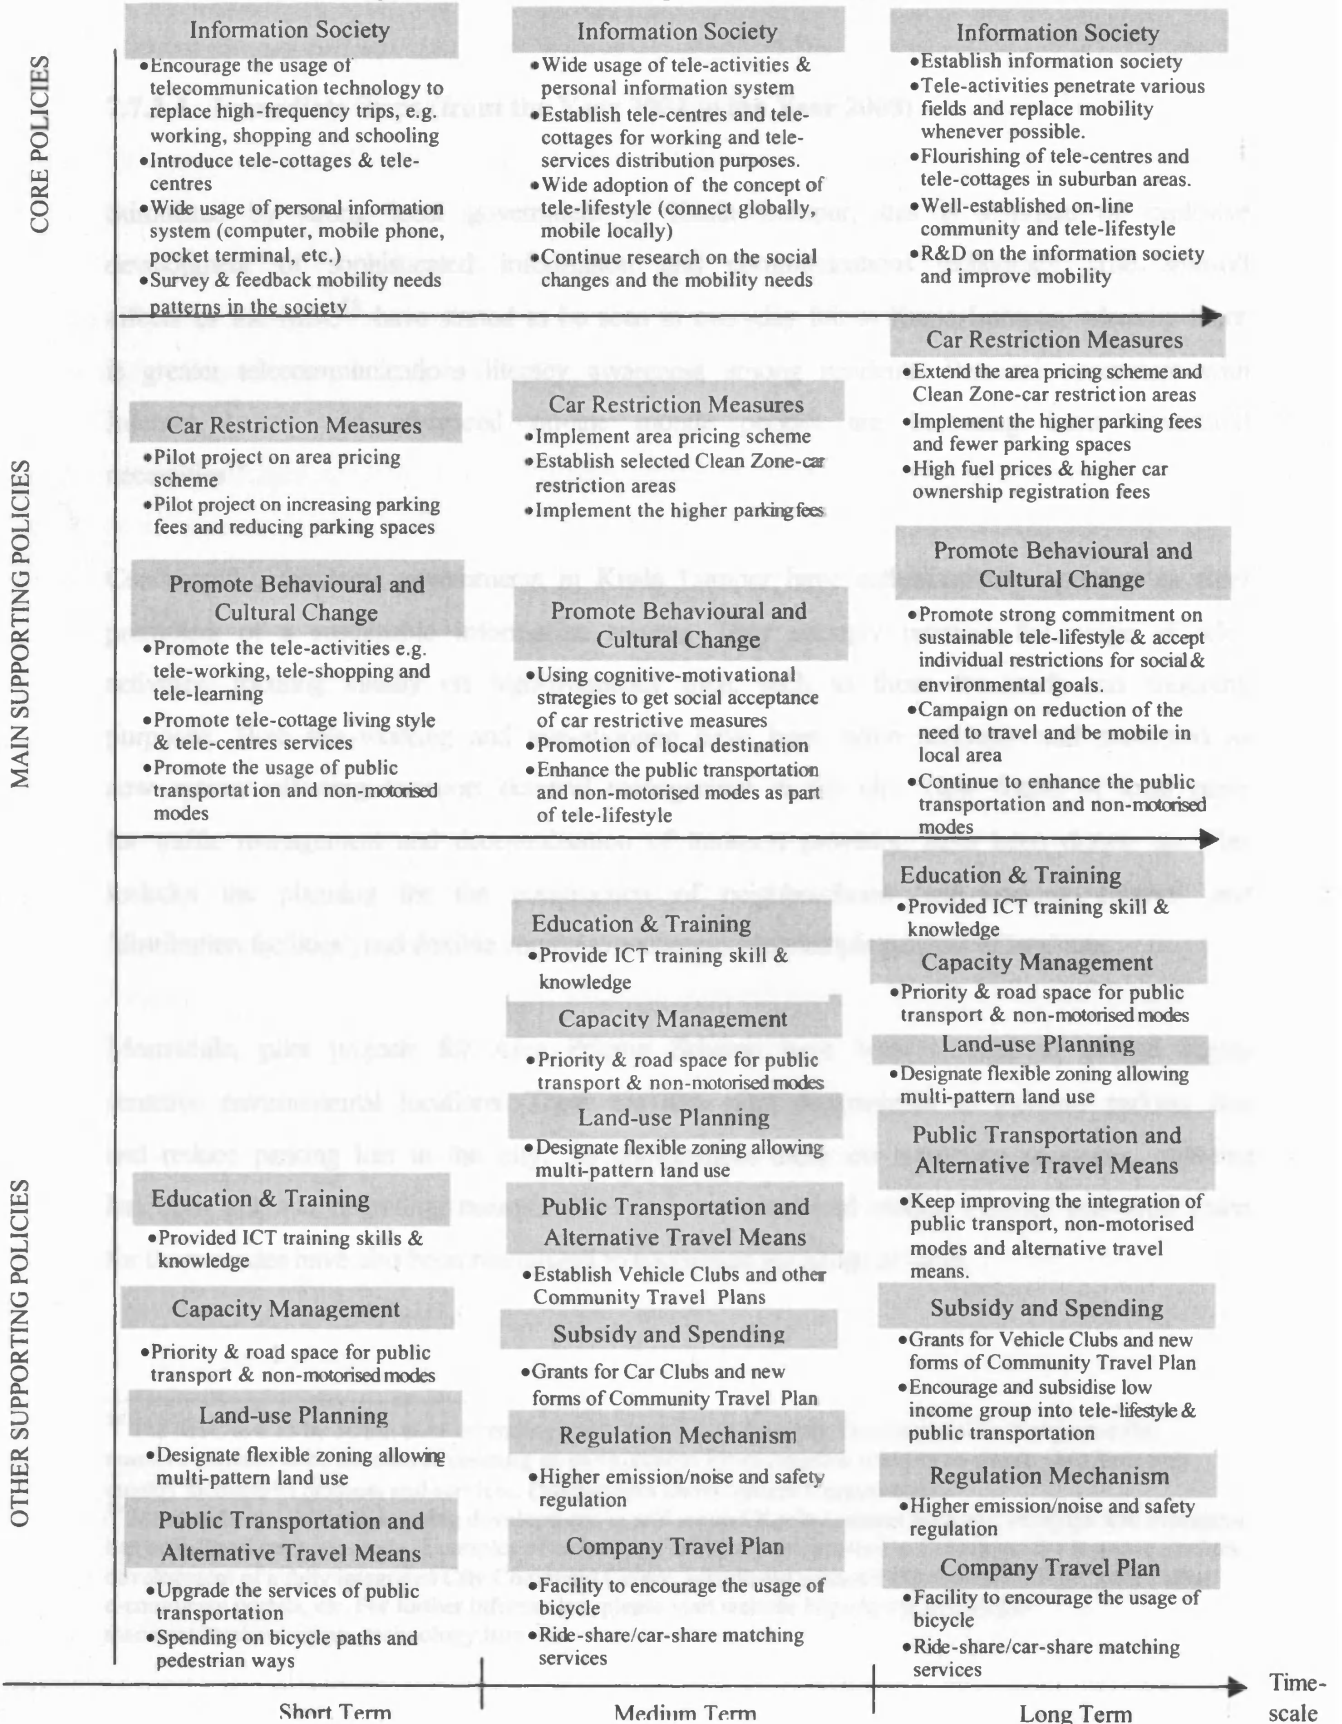 CORE POLICIES
Information Society
•Encourage the usage of
telecommunication technology to
replace high-frequency trips, e.g.
working, shopping and schooling
•Introduce tele-cottages & tele-
centres
•Wide usage of personal information
system (computer, mobile phone,
pocket terminal, etc.)
•Survey & feedback mobility needs
patterns in the society
Information Society
•Wide usage of tele-activities &
personal information system
•Establish tele-centres and tele-
cottages for working and tele-
services distribution purposes.
•Wide adoption of the concept of
tele-lifestyle (connect globally,
mobile locally)
•Continue research on the social
changes and the mobility needs
Information Society
•Establish information society
•Tele-activities penetrate various
fields and replace mobility
whenever possible.
•Flourishing of tele-centres and
tele-cottages in suburban areas.
•Well-established on-line
community and tele-lifestyle
•R&D on the information society
and improve mobility
MAIN SUPPORTING POLICIES
Car Restriction Measures
•Pilot project on area pricing
scheme
•Pilot project on increasing parking
fees and reducing parking spaces
Promote Behavioural and
Cultural Change
•Promote the tele-activities e.g.
tele-working, tele-shopping and
tele-learning
•Promote tele-cottage living style
& tele-centres services
•Promote the usage of public
transportation and non-motorised
modes
Car Restriction Measures
•Implement area pricing scheme
•Establish selected Clean Zone-car
restriction areas
•Implement the higher parking fees
Promote Behavioural and
Cultural Change
•Using cognitive-motivational
strategies to get social acceptance
of car restrictive measures
•Promotion of local destination
•Enhance the public transportation
and non-motorised modes as part
of tele-lifestyle
Car Restriction Measures
•Extend the area pricing scheme and
Clean Zone-car restriction areas
•Implement the higher parking fees
and fewer parking spaces
•High fuel prices & higher car
ownership registration fees
Promote Behavioural and
Cultural Change
•Promote strong commitment on
sustainable tele-lifestyle & accept
individual restrictions for social &
environmental goals.
•Campaign on reduction of the
need to travel and be mobile in
local area
•Continue to enhance the public
transportation and non-motorised
modes
OTHER SUPPORTING POLICIES
Education & Training
•Provided ICT training skills &
knowledge
Capacity Management
•Priority & road space for public
transport & non-motorised modes
Land-use Planning
•Designate flexible zoning allowing
multi-pattern land use
Public Transportation and
Alternative Travel Means
•Upgrade the services of public
transportation
•Spending on bicycle paths and
pedestrian ways
Education & Training
•Provide ICT training skill &
knowledge
Capacity Management
•Priority & road space for public
transport & non-motorised modes
Land-use Planning
•Designate flexible zoning allowing
multi-pattern land use
Public Transportation and
Alternative Travel Means
•Establish Vehicle Clubs and other
Community Travel Plans
Subsidy and Spending
•Grants for Car Clubs and new
forms of Community Travel Plan
Regulation Mechanism
•Higher emission/noise and safety
regulation
Company Travel Plan
•Facility to encourage the usage of
bicycle
•Ride-share/car-share matching
services
Education & Training
•Provided ICT training skill &
knowledge
Capacity Management
•Priority & road space for public
transport & non-motorised modes
Land-use Planning
•Designate flexible zoning allowing
multi-pattern land use
Public Transportation and
Alternative Travel Means
•Keep improving the integration of
public transport, non-motorised
modes and alternative travel
means.
Subsidy and Spending
•Grants for Vehicle Clubs and new
forms of Community Travel Plan
•Encourage and subsidise low
income group into tele-lifestyle &
public transportation
Regulation Mechanism
•Higher emission/noise and safety
regulation
Company Travel Plan
•Facility to encourage the usage of
bicycle
•Ride-share/car-share matching
services
Short Term
Medium Term
Long Term
Time-
scale